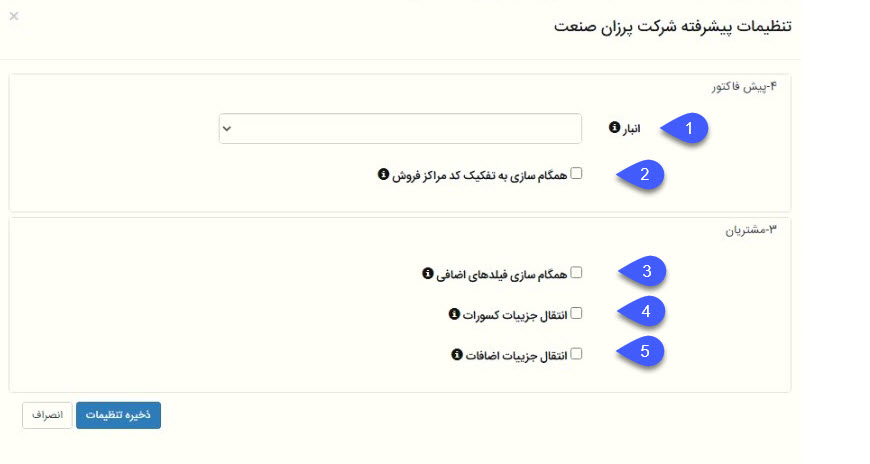 ×
تنظیمات پیشرفته شرکت پرزان صنعت
۴-پیش فاکتور
انبار
1
همگام سازی به تفکیک کد مراکز فروش
2
۳-مشتریان
همگام سازی فیلدهای اضافی
3
انتقال جزییات کسورات
4
انتقال جزییات اضافات
5
ذخیره تنظیمات
انصراف